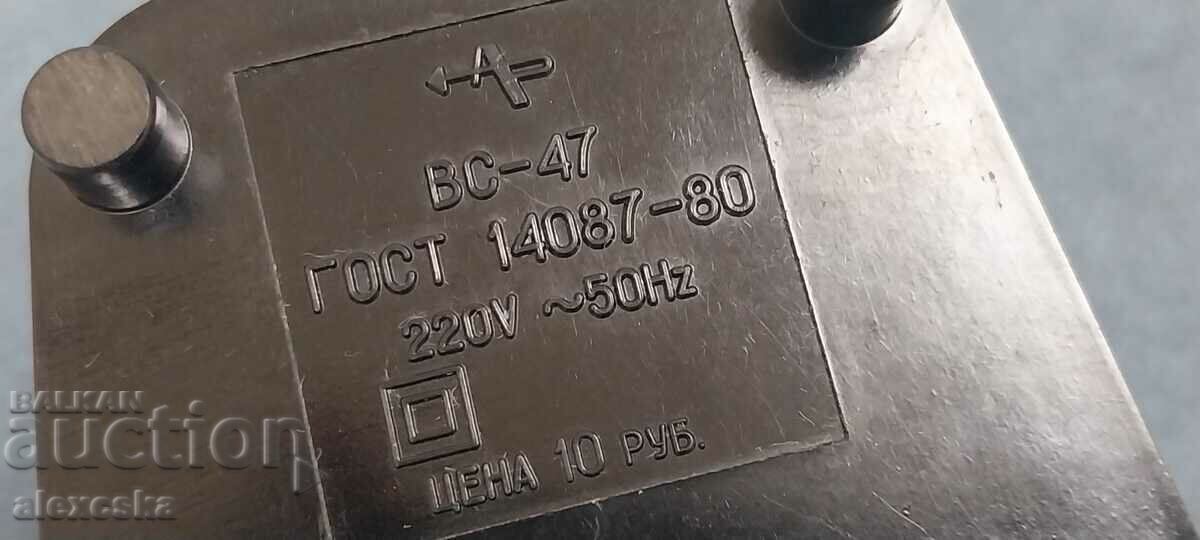 ВС-47
ГОСТ 14087-80
220V ~50Hz
ЦЕНА 10 РУБ.
BALKAN
auction
alexcska